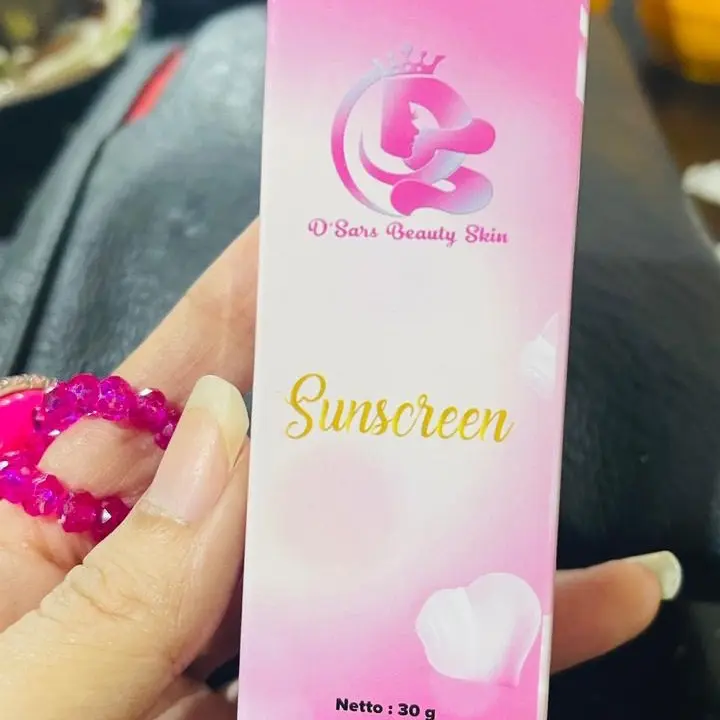 D'Sars Beauty Skin
Sunscreen
Netto : 30 g